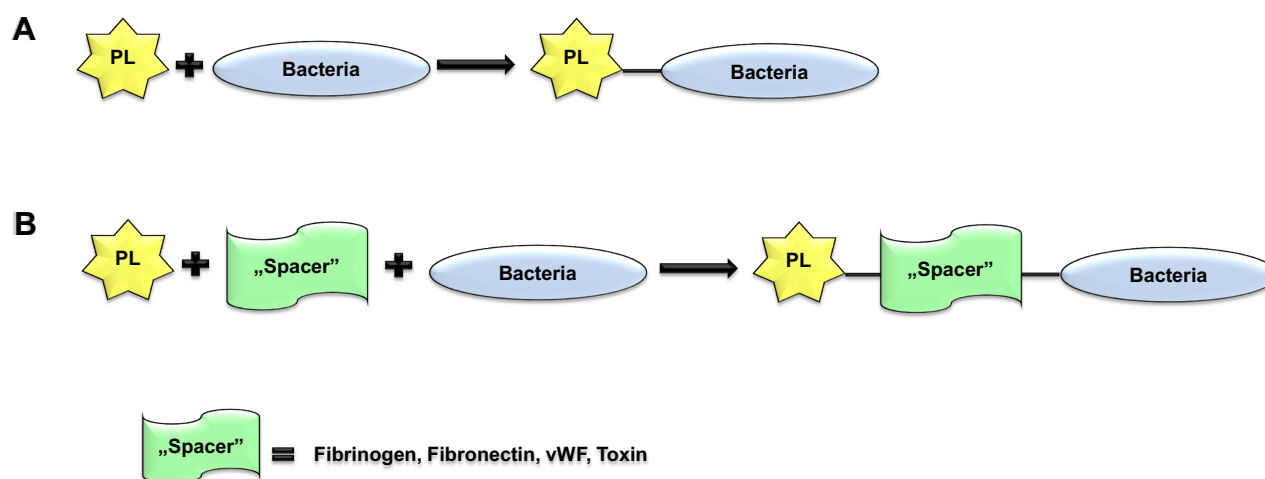 A
PL + Bacteria PL Bacteria
B
PL + „Spacer” + Bacteria PL „Spacer” Bacteria
„Spacer” = Fibrinogen, Fibronectin, vWF, Toxin